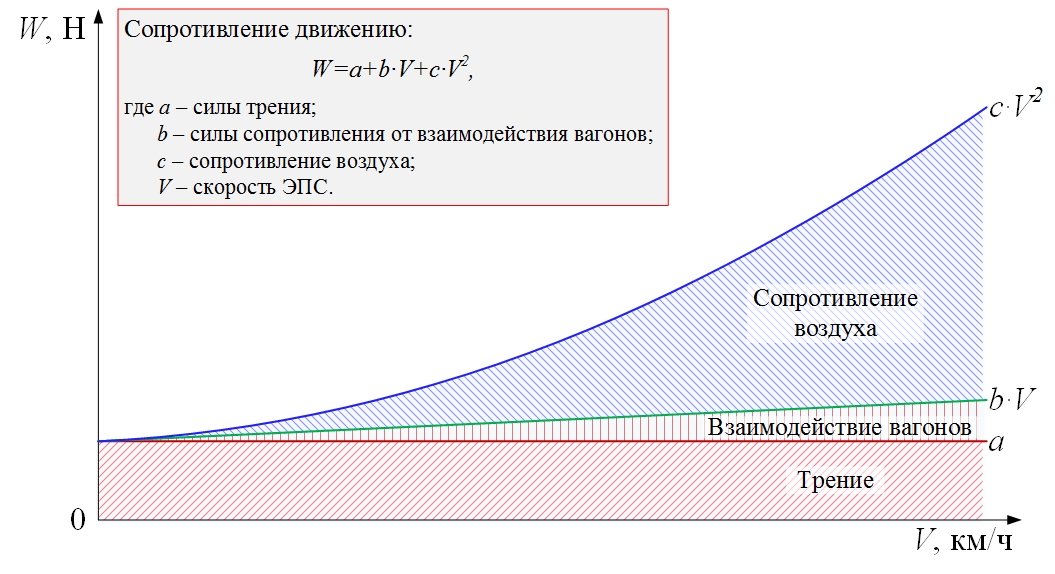 W, Н
Сопротивление движению:
W=a+b·V+c·V²,
где a – силы трения;
b – силы сопротивления от взаимодействия вагонов;
c – сопротивление воздуха;
V – скорость ЭПС.
c·V²
Сопротивление
воздуха
b·V
Взаимодействие вагонов
a
Трение
0
V, км/ч